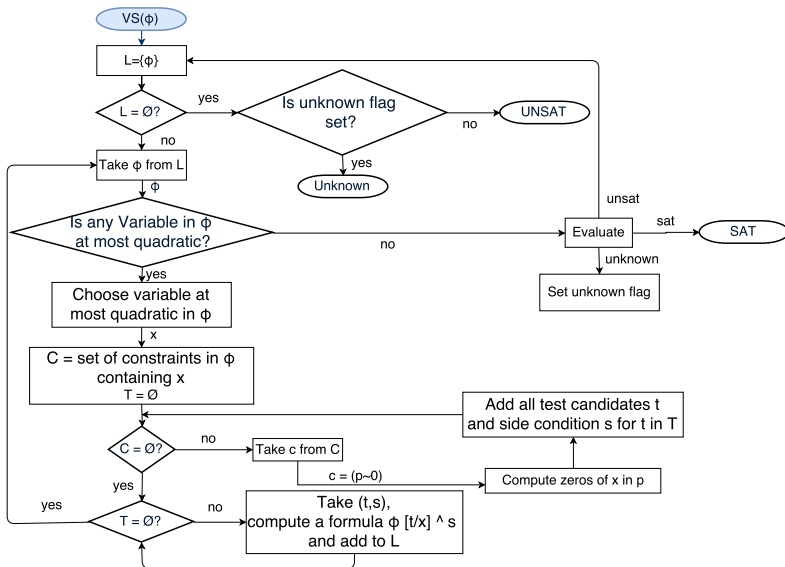 VS(ϕ)
L={ϕ}
L = Ø?
yes
Is unknown flag
set?
no
UNSAT
no
yes
Take ϕ from L
Unknown
ϕ
unsat
Is any Variable in ϕ
at most quadratic?
no
Evaluate
sat
SAT
unknown
yes
Choose variable at
most quadratic in ϕ
Set unknown flag
x
C = set of constraints in ϕ
containing x
T = Ø
Add all test candidates t
and side condition s for t in T
C = Ø?
no
Take c from C
c = (p~0)
Compute zeros of x in p
yes
yes
T = Ø?
no
Take (t,s),
compute a formula ϕ [t/x] ^ s
and add to L